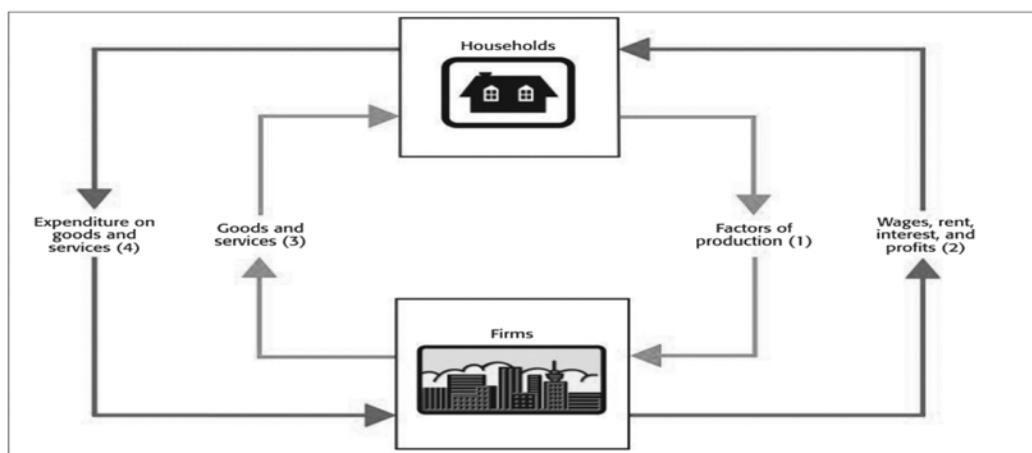 Households
Expenditure on
goods and
services (4)
Goods and
services (3)
Factors of
production (1)
Wages, rent,
interest, and
profits (2)
Firms